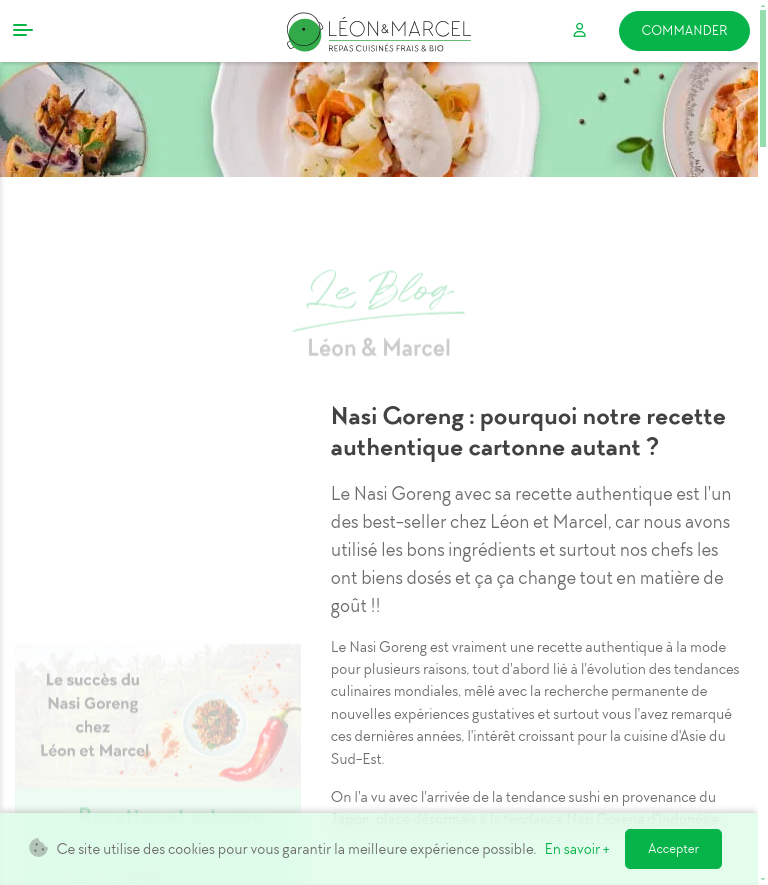 LÉON&MARCEL
REPAS CUISINÉS FRAIS & BIO
COMMANDER
Le Blog
Léon & Marcel
Nasi Goreng : pourquoi notre recette
authentique cartonne autant ?
Le Nasi Goreng avec sa recette authentique est l'un
des best-seller chez Léon et Marcel, car nous avons
utilisé les bons ingrédients et surtout nos chefs les
ont biens dosés et ça ça change tout en matière de
goût !!
Le succès du
Nasi Goreng
chez
Léon et Marcel
Le Nasi Goreng est vraiment une recette authentique à la mode
pour plusieurs raisons, tout d'abord lié à l'évolution des tendances
culinaires mondiales, mêlé avec la recherche permanente de
nouvelles expériences gustatives et surtout vous l'avez remarqué
ces dernières années, l'intérêt croissant pour la cuisine d'Asie du
Sud-Est.
On l'a vu avec l'arrivée de la tendance sushi en provenance du
Japon, place désormais à la tendance Nasi Goreng d'Indonésie
Ce site utilise des cookies pour vous garantir la meilleure expérience possible. En savoir +
Accepter